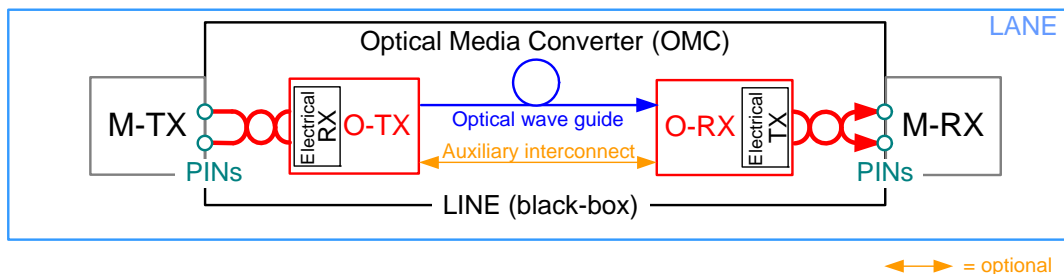 LANE
Optical Media Converter (OMC)
M-TX
Electrical
RX
O-TX
Optical wave guide
Auxiliary interconnect
O-RX
Electrical
TX
M-RX
PINs
PINs
LINE (black-box)
= optional